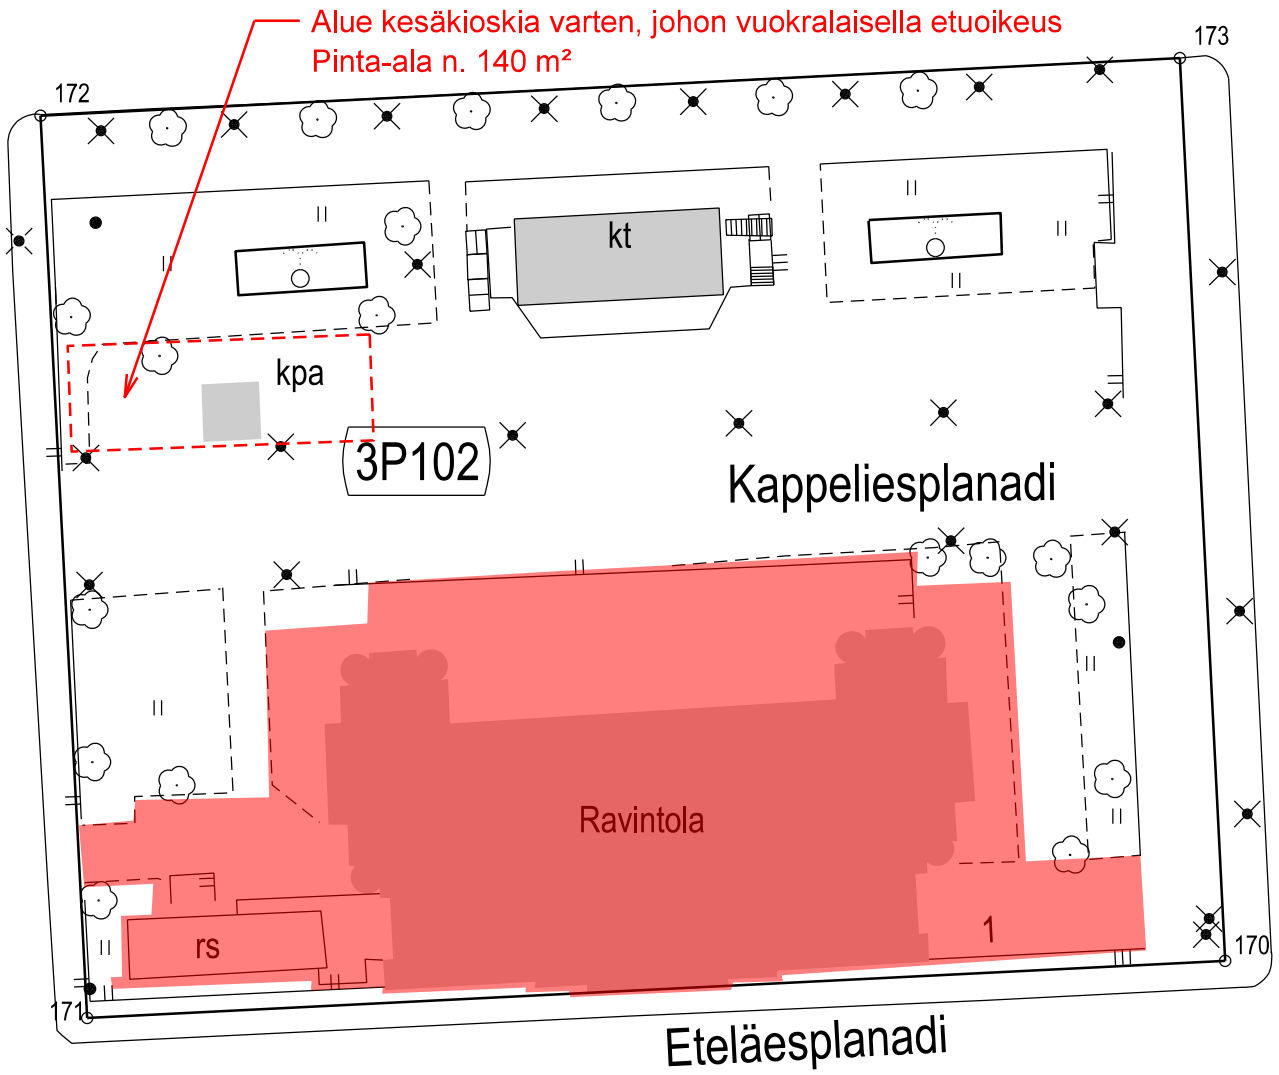 Alue kesäkioskia varten, johon vuokralaisella etuoikeus
Pinta-ala n. 140 m²
173
172
kt
kpa
3P102
Kappeliesplanadi
Ravintola
1
rs
170
171
Eteläesplanadi